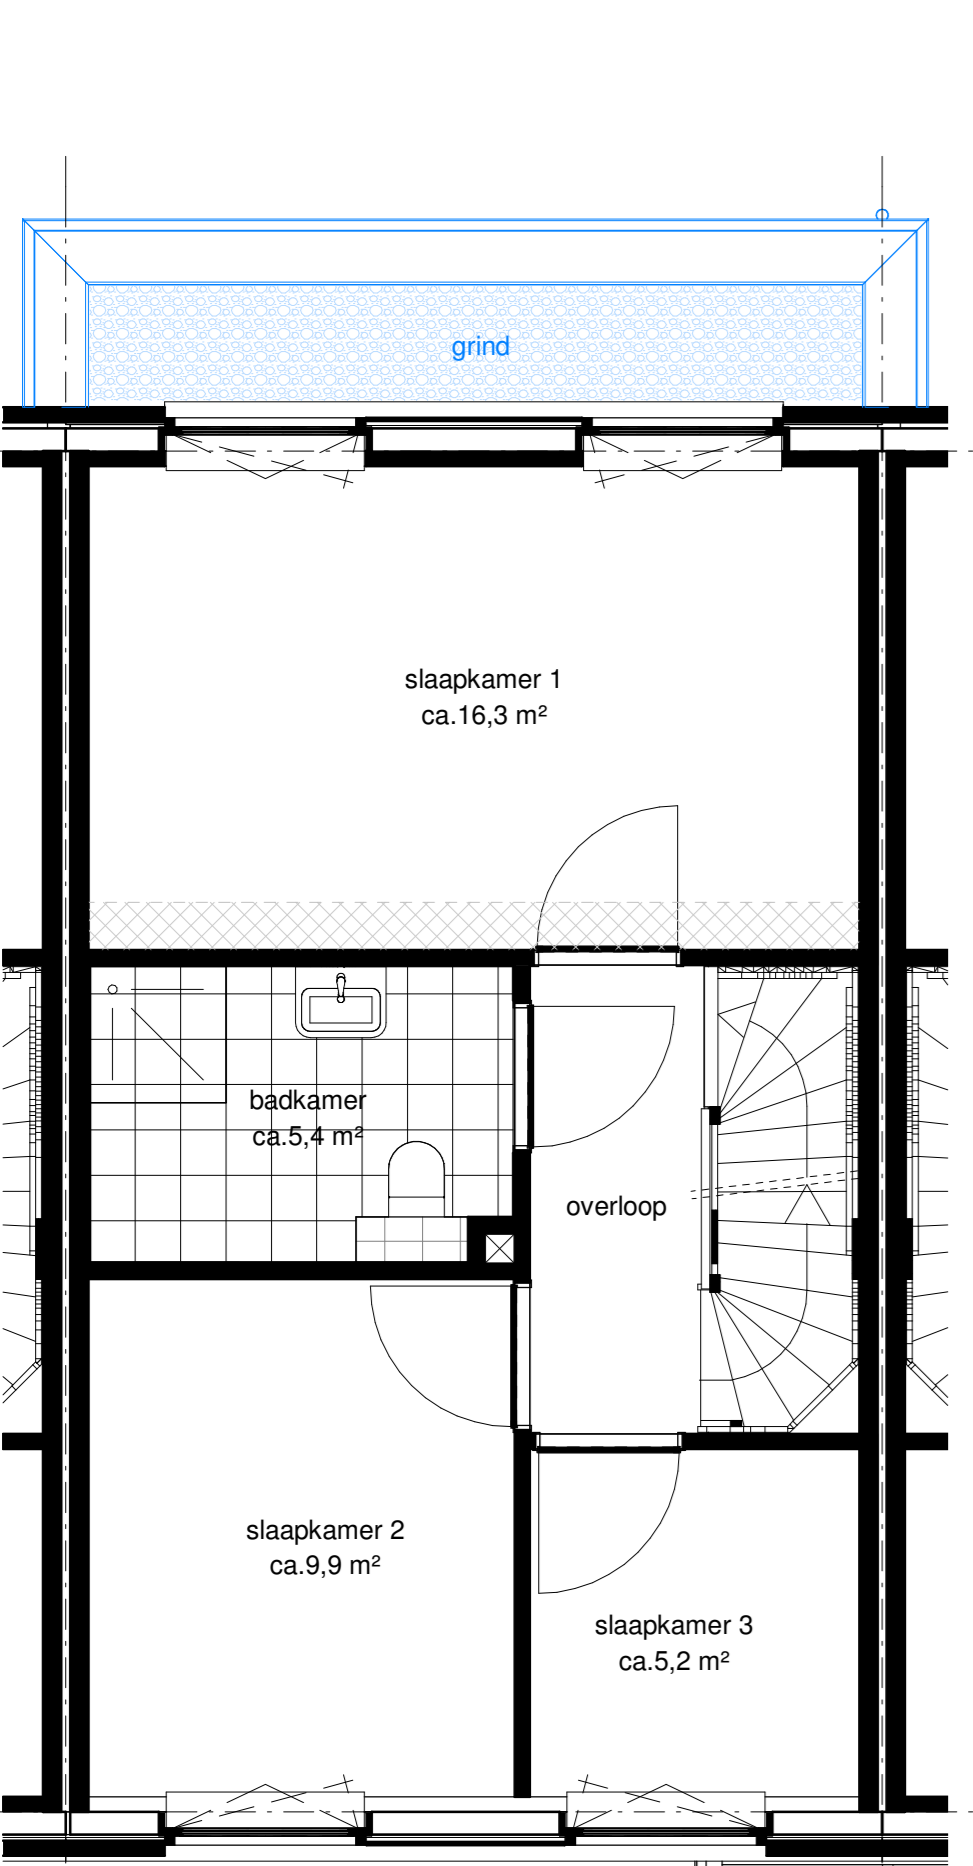 grind
slaapkamer 1
ca.16,3 m²
badkamer
ca.5,4 m²
overloop
slaapkamer 2
ca.9,9 m²
slaapkamer 3
ca.5,2 m²